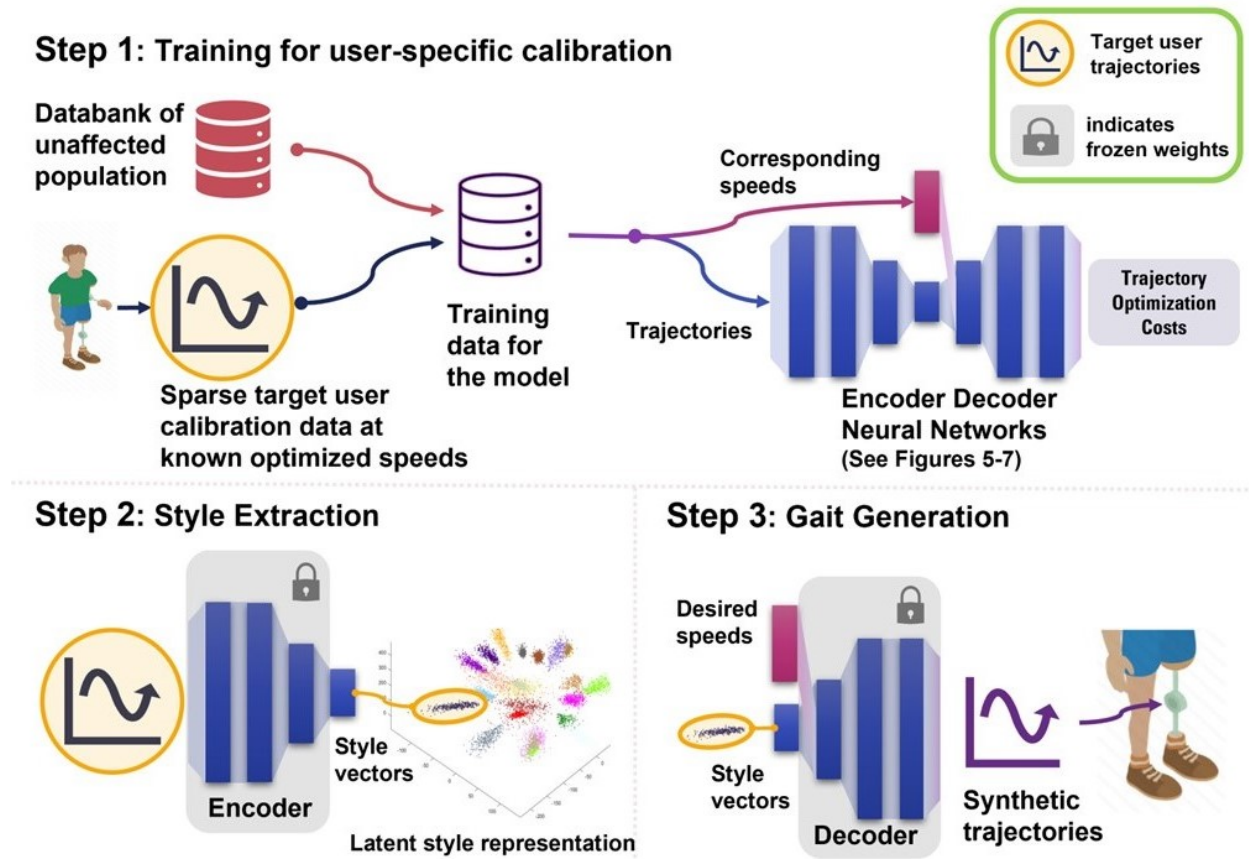 Step 1: Training for user-specific calibration
Target user
trajectories
indicates
frozen weights
Databank of
unaffected
population
Corresponding
speeds
Trajectories
Trajectory
Optimization
Costs
Training
data for
the model
Sparse target user
calibration data at
known optimized speeds
Encoder Decoder
Neural Networks
(See Figures 5-7)
Step 2: Style Extraction
Encoder
Style
vectors
Latent style representation
Step 3: Gait Generation
Desired
speeds
Style
vectors
Decoder
Synthetic
trajectories